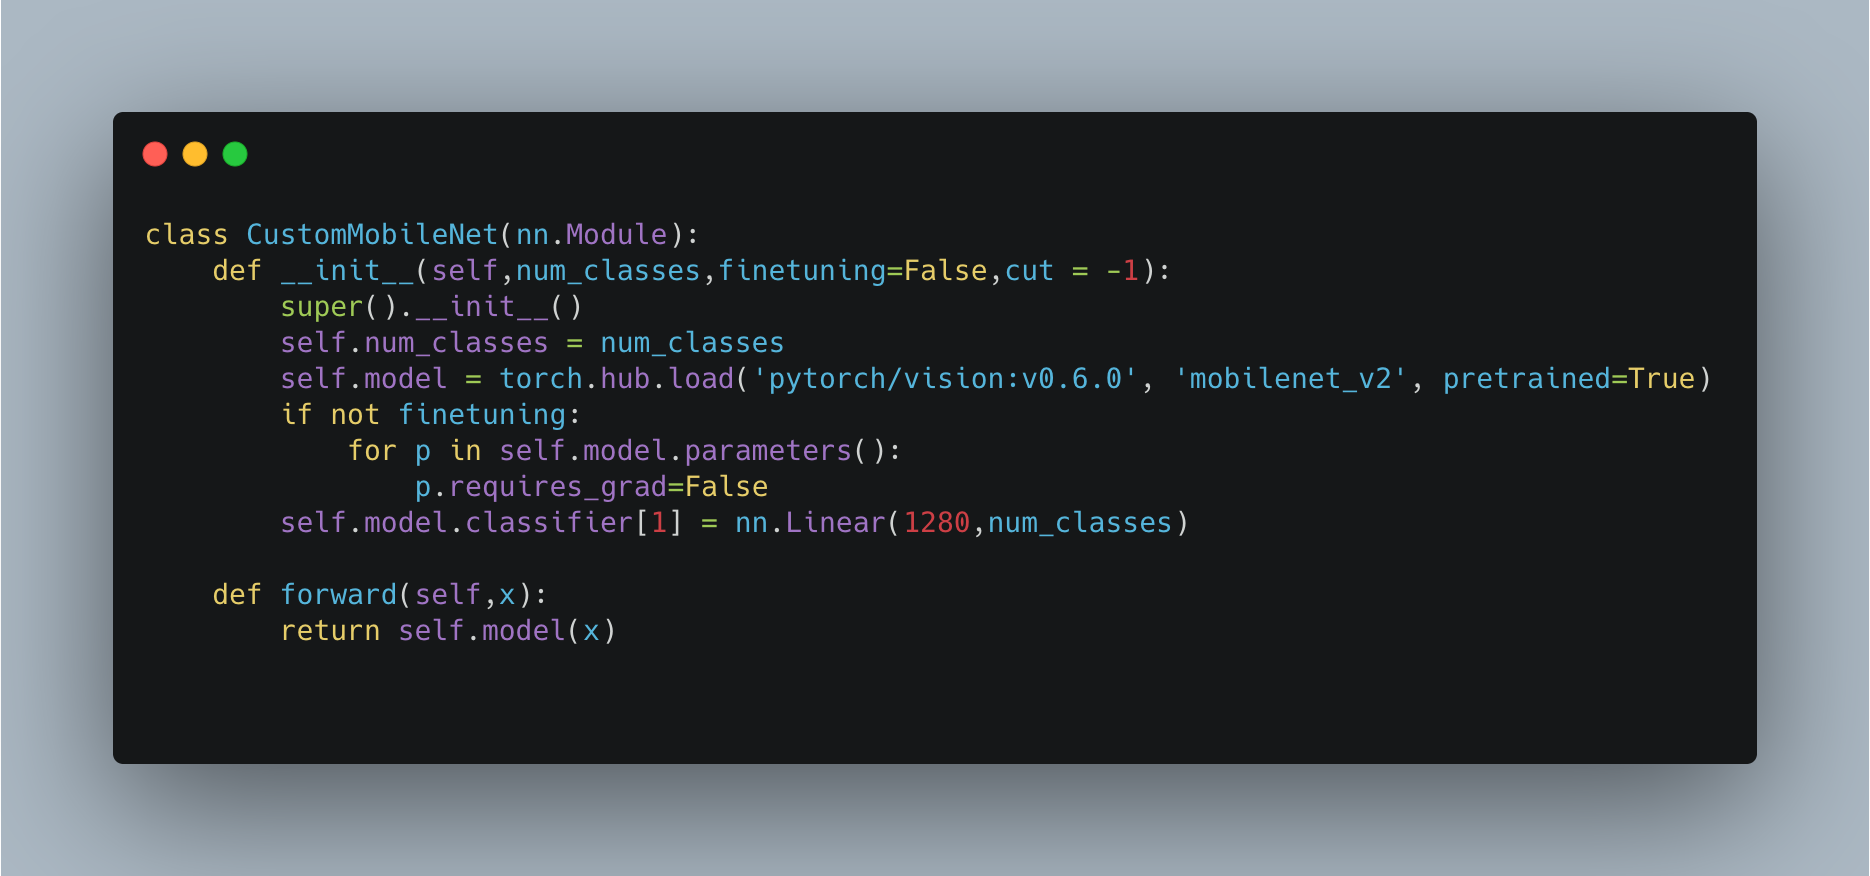 class CustomMobileNet(nn.Module):
    def __init__(self,num_classes,finetuning=False,cut = -1):
        super().__init__()
        self.num_classes = num_classes
        self.model = torch.hub.load('pytorch/vision:v0.6.0', 'mobilenet_v2', pretrained=True)
        if not finetuning:
            for p in self.model.parameters():
                p.requires_grad=False
        self.model.classifier[1] = nn.Linear(1280,num_classes)

    def forward(self,x):
        return self.model(x)